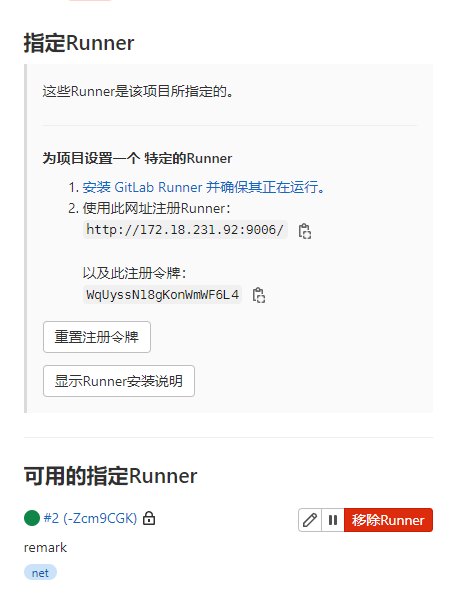 指定Runner
这些Runner是该项目所指定的。
为项目设置一个 特定的Runner
1. 安装 GitLab Runner 并确保其正在运行。
2. 使用此网址注册Runner:
http://172.18.231.92:9006/
以及此注册令牌:
WqUyssNl8gKonWmWF6L4
重置注册令牌
显示Runner安装说明
可用的指定Runner
#2 (-Zcm9CGK)
移除Runner
remark
net